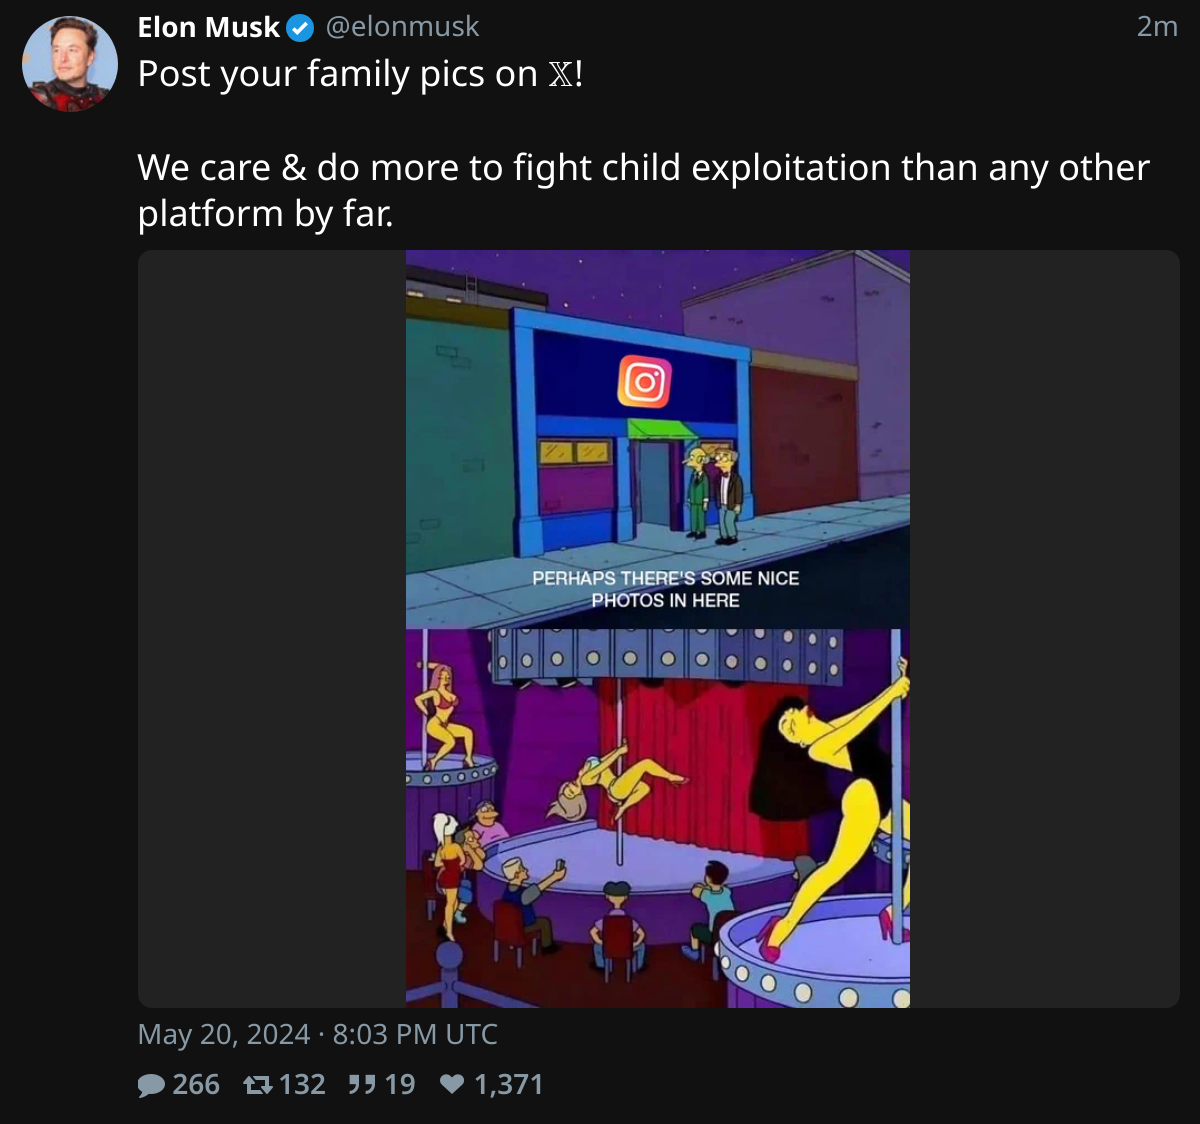 Elon Musk @elonmusk 2m
Post your family pics on 𝕏!
We care & do more to fight child exploitation than any other
platform by far.
PERHAPS THERE'S SOME NICE
PHOTOS IN HERE
May 20, 2024 · 8:03 PM UTC
266 132 19 1,371